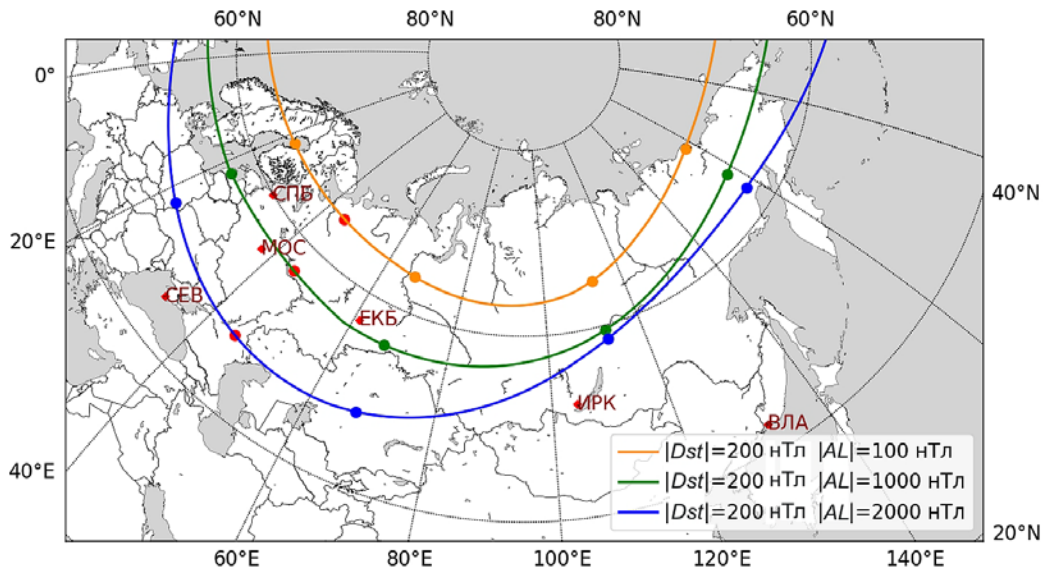 60°N 80°N 80°N 60°N
0°
40°N
СПБ
20°E
МОС
СЕВ
ЕКБ
ИРК
ВЛА
|Dst|=200 нТл |AL|=100 нТл
40°E
|Dst|=200 нТл |AL|=1000 нТл
|Dst|=200 нТл |AL|=2000 нТл
20°N
60°E 80°E 100°E 120°E 140°E